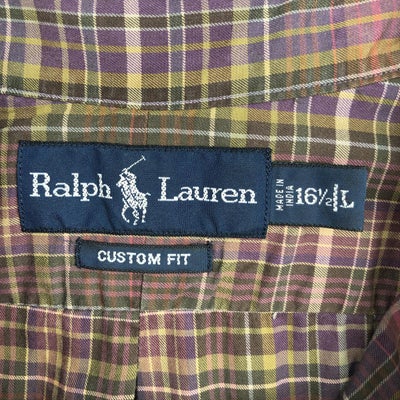 Ralph Lauren
MADE IN
INDIA
16½ L
CUSTOM FIT